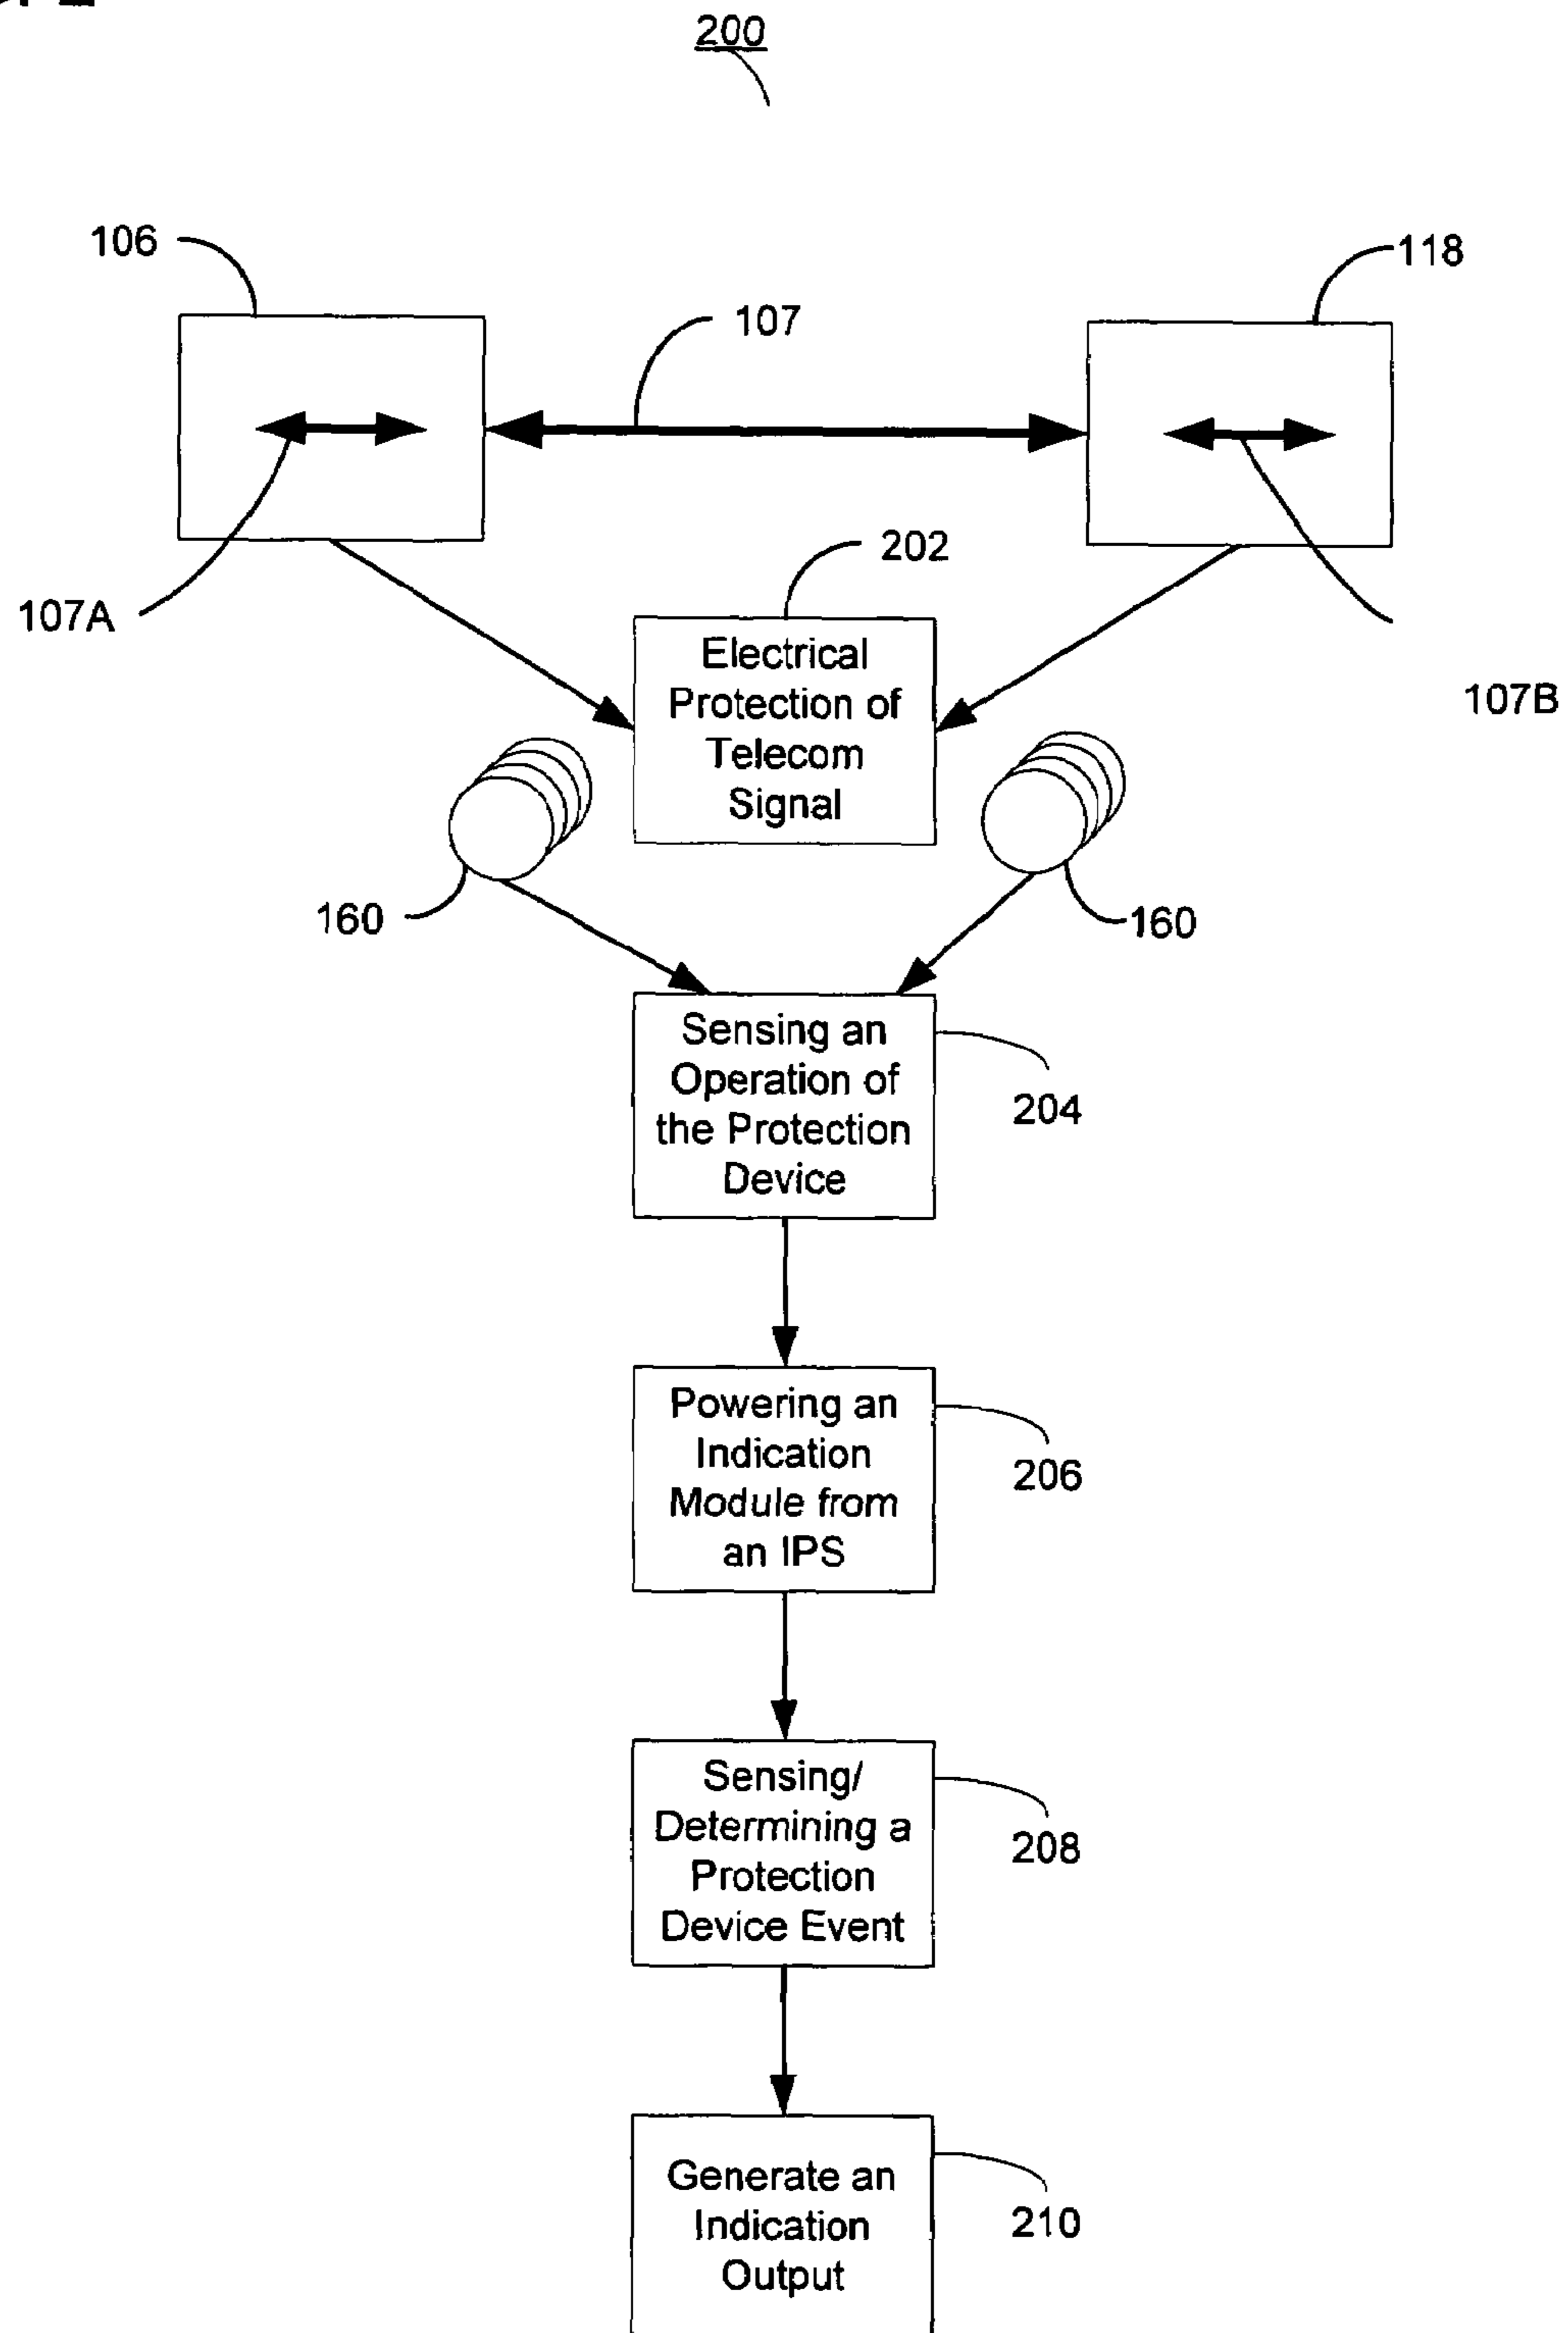 200
106
118
107
107A
202
107B
Electrical
Protection of
Telecom
Signal
160
160
Sensing an
Operation of
the Protection
Device
204
Powering an
Indication
Module from
an IPS
206
Sensing/
Determining a
Protection
Device Event
208
Generate an
Indication
Output
210